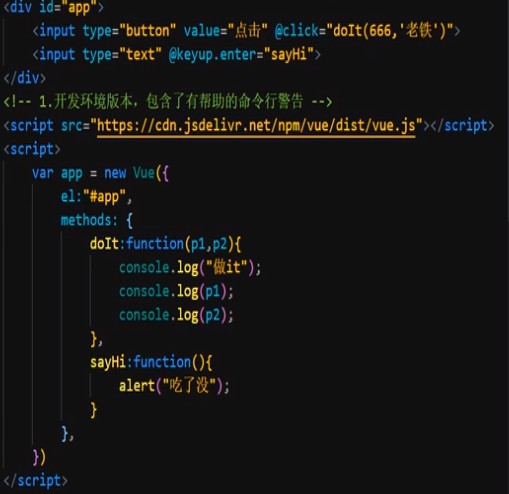 <div id="app">
    <input type="button" value="点击" @click="doIt(666,'老铁')">
    <input type="text" @keyup.enter="sayHi">
</div>
<!-- 1.开发环境版本，包含了有帮助的命令行警告 -->
<script src="https://cdn.jsdelivr.net/npm/vue/dist/vue.js"></script>
<script>
    var app = new Vue({
        el:"#app",
        methods: {
            doIt:function(p1,p2){
                console.log("做it");
                console.log(p1);
                console.log(p2);
            },
            sayHi:function(){
                alert("吃了没");
            }
        },
    })
</script>